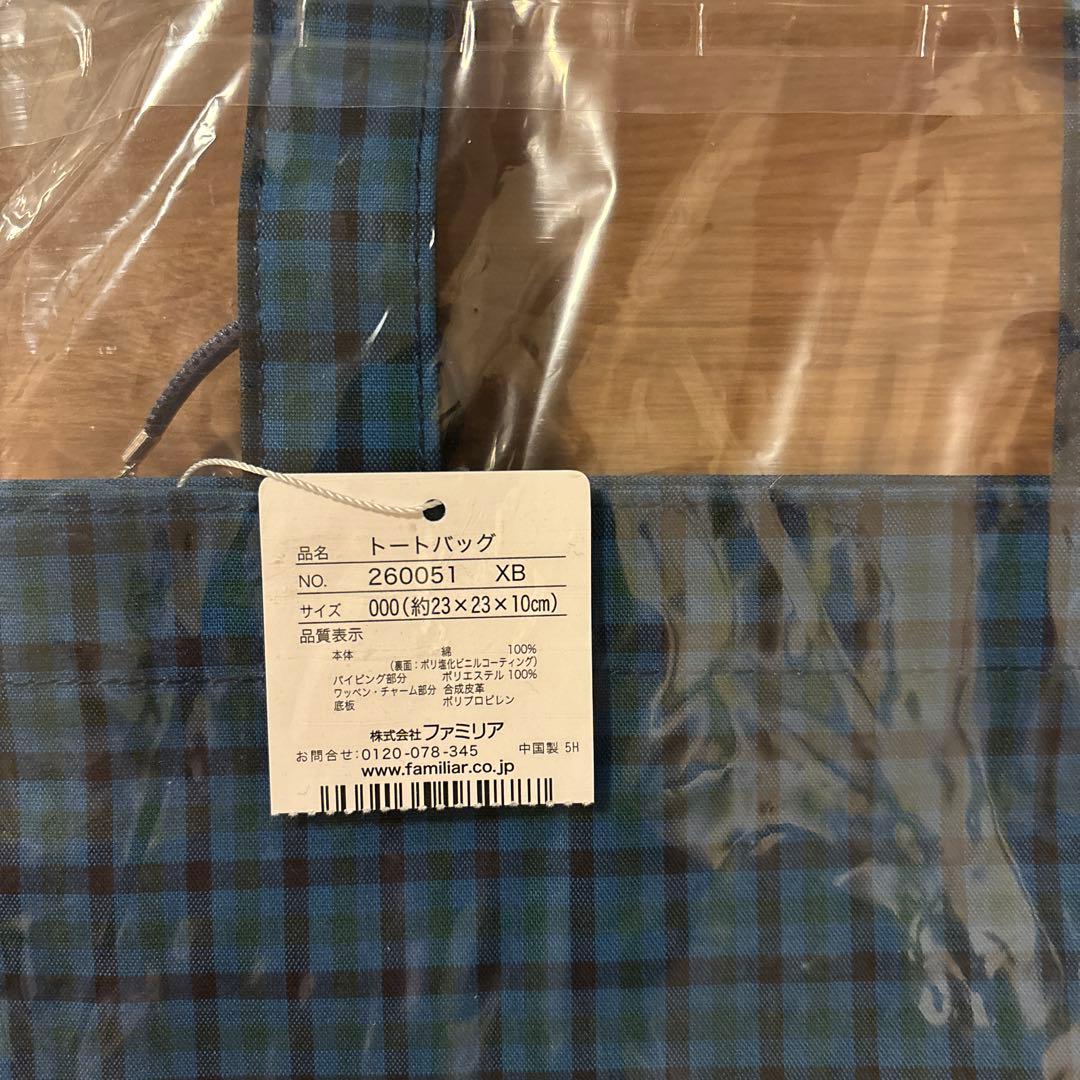 品名 トートバッグ
NO. 260051 XB
サイズ 000(約23×23×10cm)
品質表示
本体 綿 100%
(裏面:ポリ塩化ビニルコーティング)
パイピング部分 ポリエステル 100%
ワッペン・チャーム部分 合成皮革
底板 ポリプロピレン
株式会社ファミリア
お問合せ:0120-078-345 中国製 5H
www.familiar.co.jp